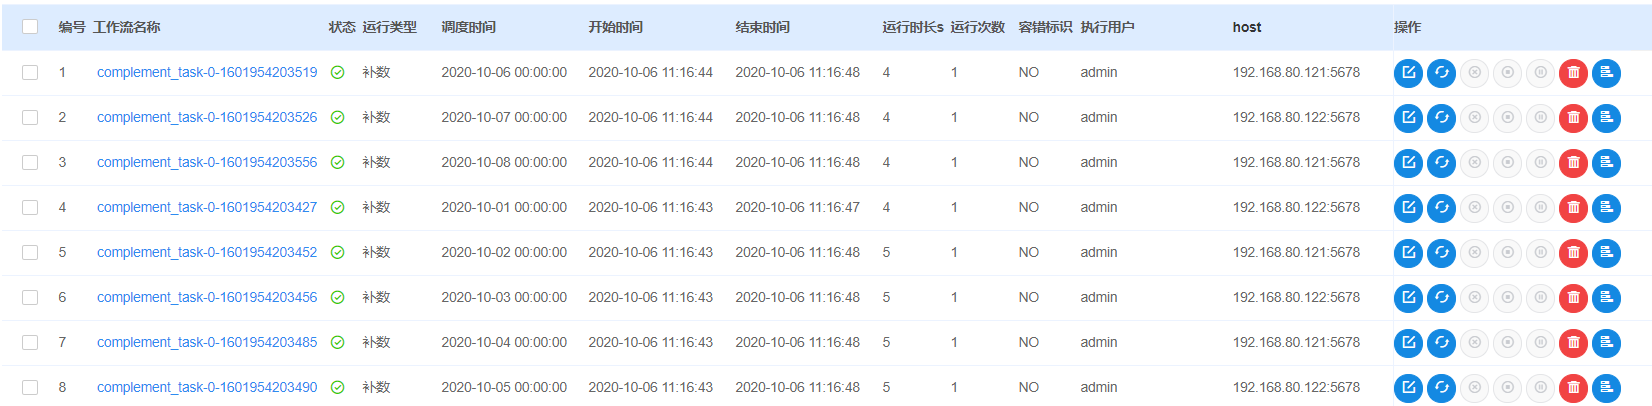 编号 工作流名称 状态 运行类型 调度时间 开始时间 结束时间 运行时长s 运行次数 容错标识 执行用户 host 操作
1 complement_task-0-1601954203519 补数 2020-10-06 00:00:00 2020-10-06 11:16:44 2020-10-06 11:16:48 4 1 NO admin 192.168.80.121:5678
2 complement_task-0-1601954203526 补数 2020-10-07 00:00:00 2020-10-06 11:16:44 2020-10-06 11:16:48 4 1 NO admin 192.168.80.122:5678
3 complement_task-0-1601954203556 补数 2020-10-08 00:00:00 2020-10-06 11:16:44 2020-10-06 11:16:48 4 1 NO admin 192.168.80.121:5678
4 complement_task-0-1601954203427 补数 2020-10-01 00:00:00 2020-10-06 11:16:43 2020-10-06 11:16:47 4 1 NO admin 192.168.80.122:5678
5 complement_task-0-1601954203452 补数 2020-10-02 00:00:00 2020-10-06 11:16:43 2020-10-06 11:16:48 5 1 NO admin 192.168.80.121:5678
6 complement_task-0-1601954203456 补数 2020-10-03 00:00:00 2020-10-06 11:16:43 2020-10-06 11:16:48 5 1 NO admin 192.168.80.122:5678
7 complement_task-0-1601954203485 补数 2020-10-04 00:00:00 2020-10-06 11:16:43 2020-10-06 11:16:48 5 1 NO admin 192.168.80.121:5678
8 complement_task-0-1601954203490 补数 2020-10-05 00:00:00 2020-10-06 11:16:43 2020-10-06 11:16:48 5 1 NO admin 192.168.80.122:5678